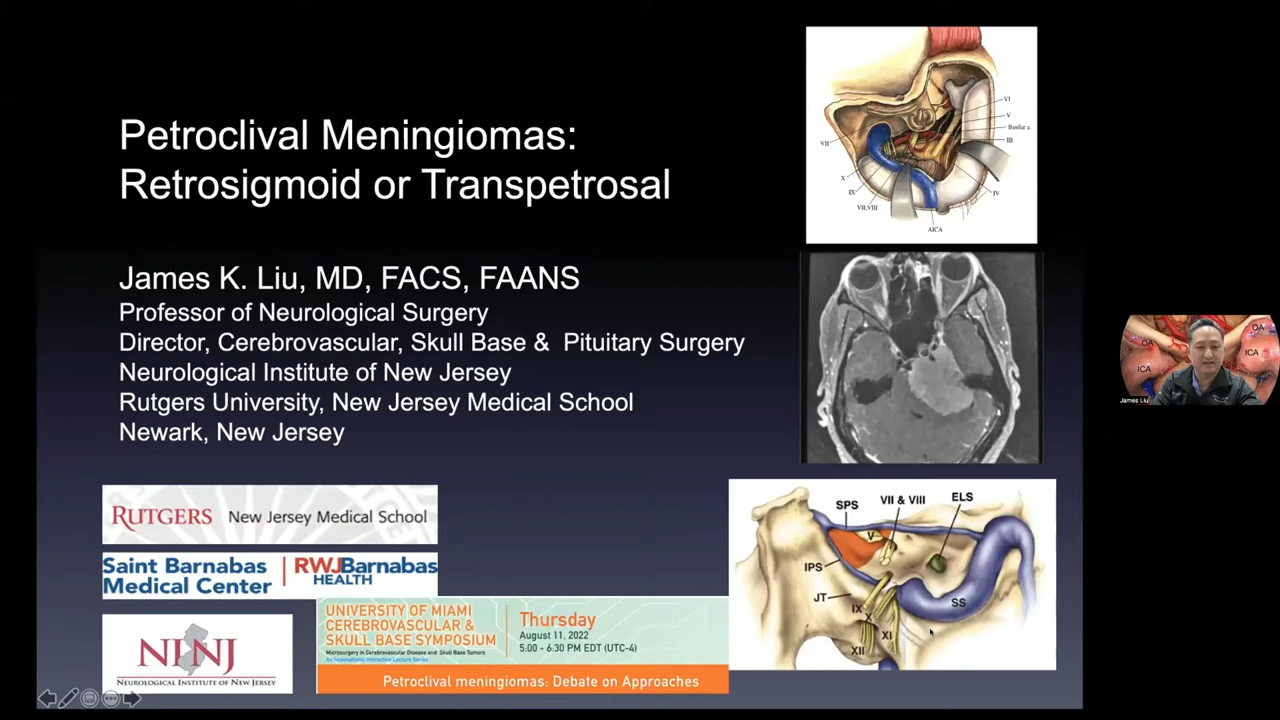 Petroclival Meningiomas:
Retrosigmoid or Transpetrosal
James K. Liu, MD, FACS, FAANS
Professor of Neurological Surgery
Director, Cerebrovascular, Skull Base & Pituitary Surgery
Neurological Institute of New Jersey
Rutgers University, New Jersey Medical School
Newark, New Jersey
RUTGERS New Jersey Medical School
Saint Barnabas
Medical Center
RWJBarnabas
HEALTH
NINJ
NEUROLOGICAL INSTITUTE OF NEW JERSEY
UNIVERSITY OF MIAMI
CEREBROVASCULAR &
SKULL BASE SYMPOSIUM
Microsurgery in Cerebrovascular Disease and Skull Base Tumors
An International Interactive Lecture Series
Thursday
August 11, 2022
5:00 - 6:30 PM EDT (UTC-4)
Petroclival meningiomas: Debate on Approaches
VI
V
Basilar a.
III
VII
X
IX
IV
VII,VIII
AICA
SPS
VII & VIII
ELS
V
IPS
JT
IX
X
SS
XI
XII
OA
OA
ICA
ICA
James Liu